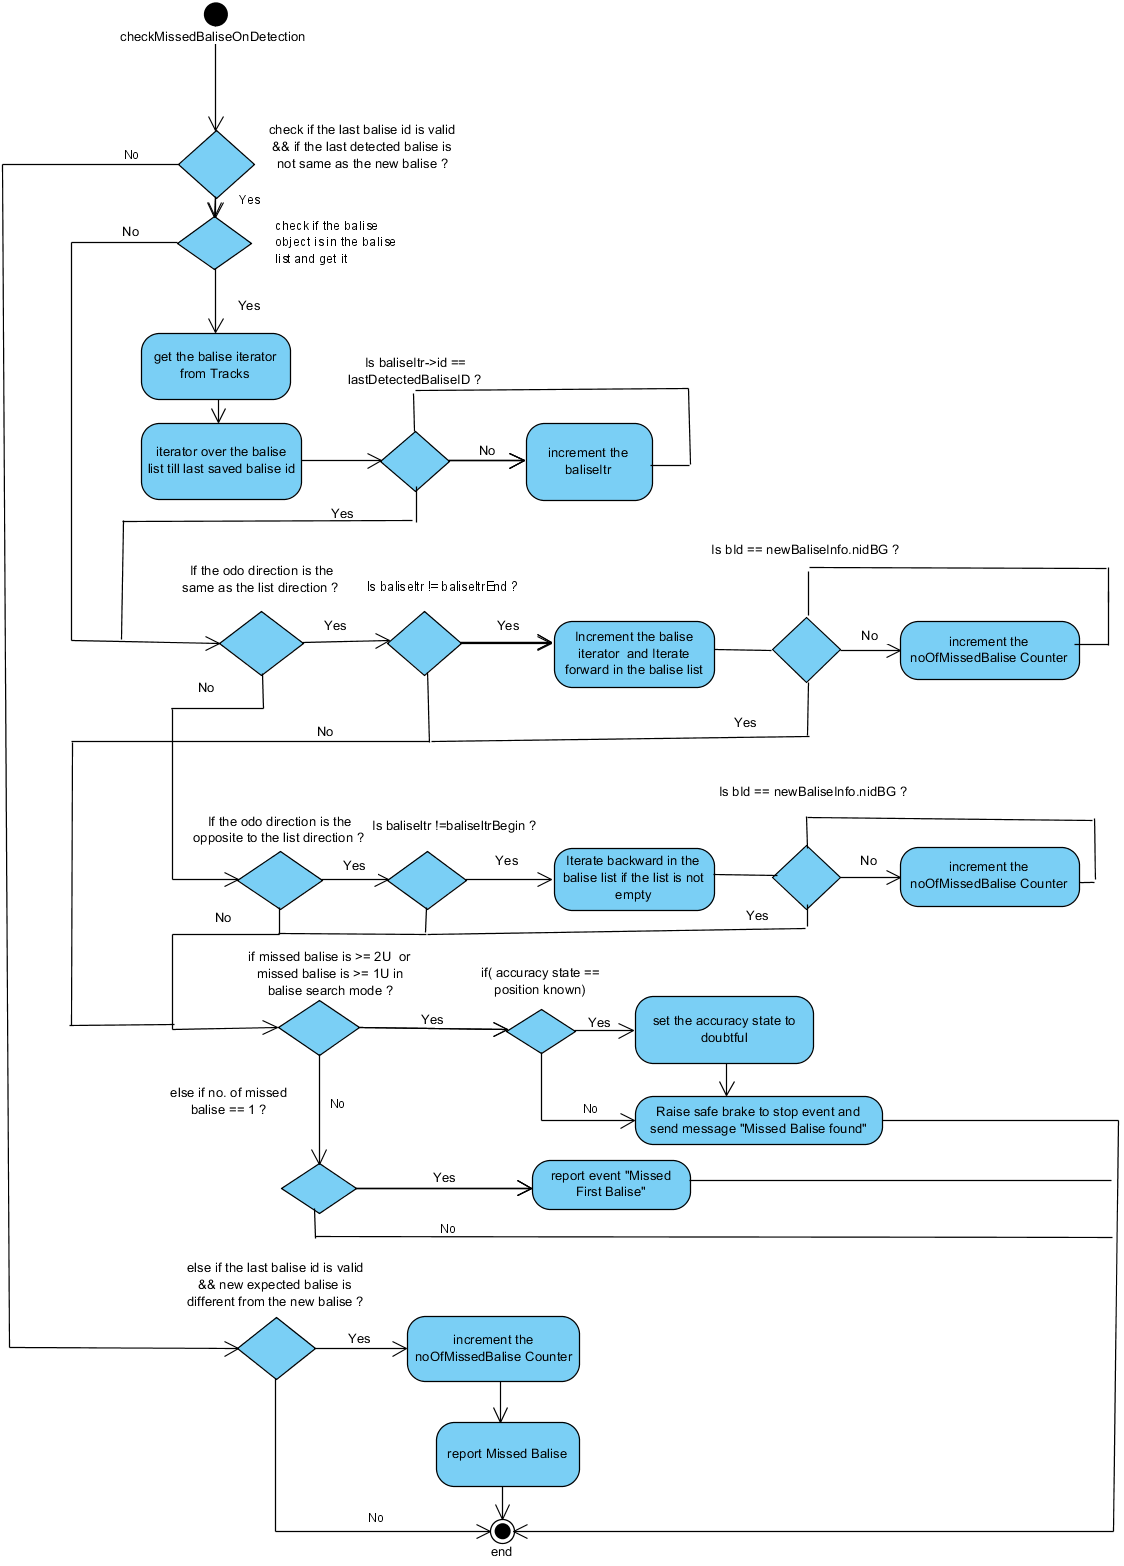 checkMissedBaliseOnDetection
check if the last balise id is valid
&& if the last detected balise is
not same as the new balise ?
No
Yes
check if the balise
object is in the balise
list and get it
No
Yes
get the balise iterator
from Tracks
Is baliseItr->id ==
lastDetectedBaliseID ?
iterator over the balise
list till last saved balise id
No
increment the
baliseItr
Yes
If the odo direction is the
same as the list direction ?
Is baliseItr != baliseItrEnd ?
Is bId == newBaliseInfo.nidBG ?
Yes
Yes
Increment the balise
iterator and Iterate
forward in the balise list
No
increment the
noOfMissedBalise Counter
No
No
Yes
Is bId == newBaliseInfo.nidBG ?
If the odo direction is the
opposite to the list direction ?
Is baliseItr !=baliseItrBegin ?
Yes
Yes
Iterate backward in the
balise list if the list is not
empty
No
increment the
noOfMissedBalise Counter
No
Yes
if missed balise is >= 2U or
missed balise is >= 1U in
balise search mode ?
if( accuracy state ==
position known)
Yes
Yes
set the accuracy state to
doubtful
else if no. of missed
balise == 1 ?
No
No
Raise safe brake to stop event and
send message "Missed Balise found"
Yes
report event "Missed
First Balise"
No
else if the last balise id is valid
&& new expected balise is
different from the new balise ?
Yes
increment the
noOfMissedBalise Counter
report Missed Balise
No
end